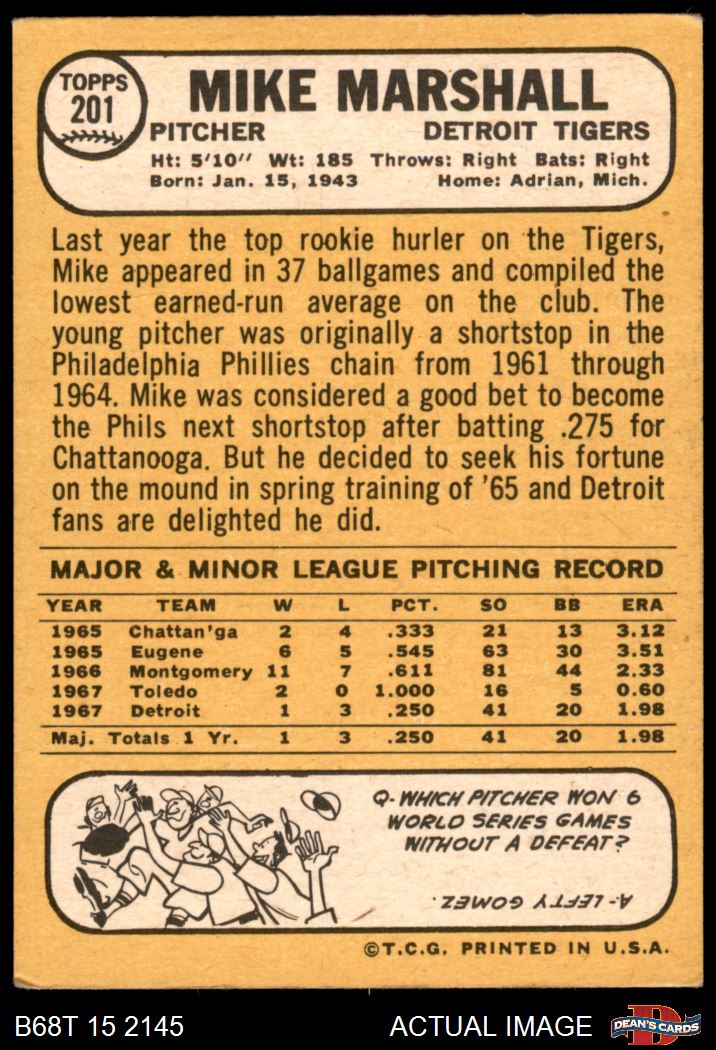 TOPPS
201
MIKE MARSHALL
PITCHER DETROIT TIGERS
Ht: 5'10" Wt: 185 Throws: Right Bats: Right
Born: Jan. 15, 1943 Home: Adrian, Mich.
Last year the top rookie hurler on the Tigers,
Mike appeared in 37 ballgames and compiled the
lowest earned-run average on the club. The
young pitcher was originally a shortstop in the
Philadelphia Phillies chain from 1961 through
1964. Mike was considered a good bet to become
the Phils next shortstop after batting .275 for
Chattanooga. But he decided to seek his fortune
on the mound in spring training of '65 and Detroit
fans are delighted he did.
MAJOR & MINOR LEAGUE PITCHING RECORD
YEAR TEAM W L PCT. SO BB ERA
1965 Chattan'ga 2 4 .333 21 13 3.12
1965 Eugene 6 5 .545 63 30 3.51
1966 Montgomery 11 7 .611 81 44 2.33
1967 Toledo 2 0 1.000 16 5 0.60
1967 Detroit 1 3 .250 41 20 1.98
Maj. Totals 1 Yr. 1 3 .250 41 20 1.98
Q- WHICH PITCHER WON 6
WORLD SERIES GAMES
WITHOUT A DEFEAT?
A- LEFTY GOMEZ.
©T.C.G. PRINTED IN U.S.A.
B68T 15 2145 ACTUAL IMAGE DEAN'S CARDS